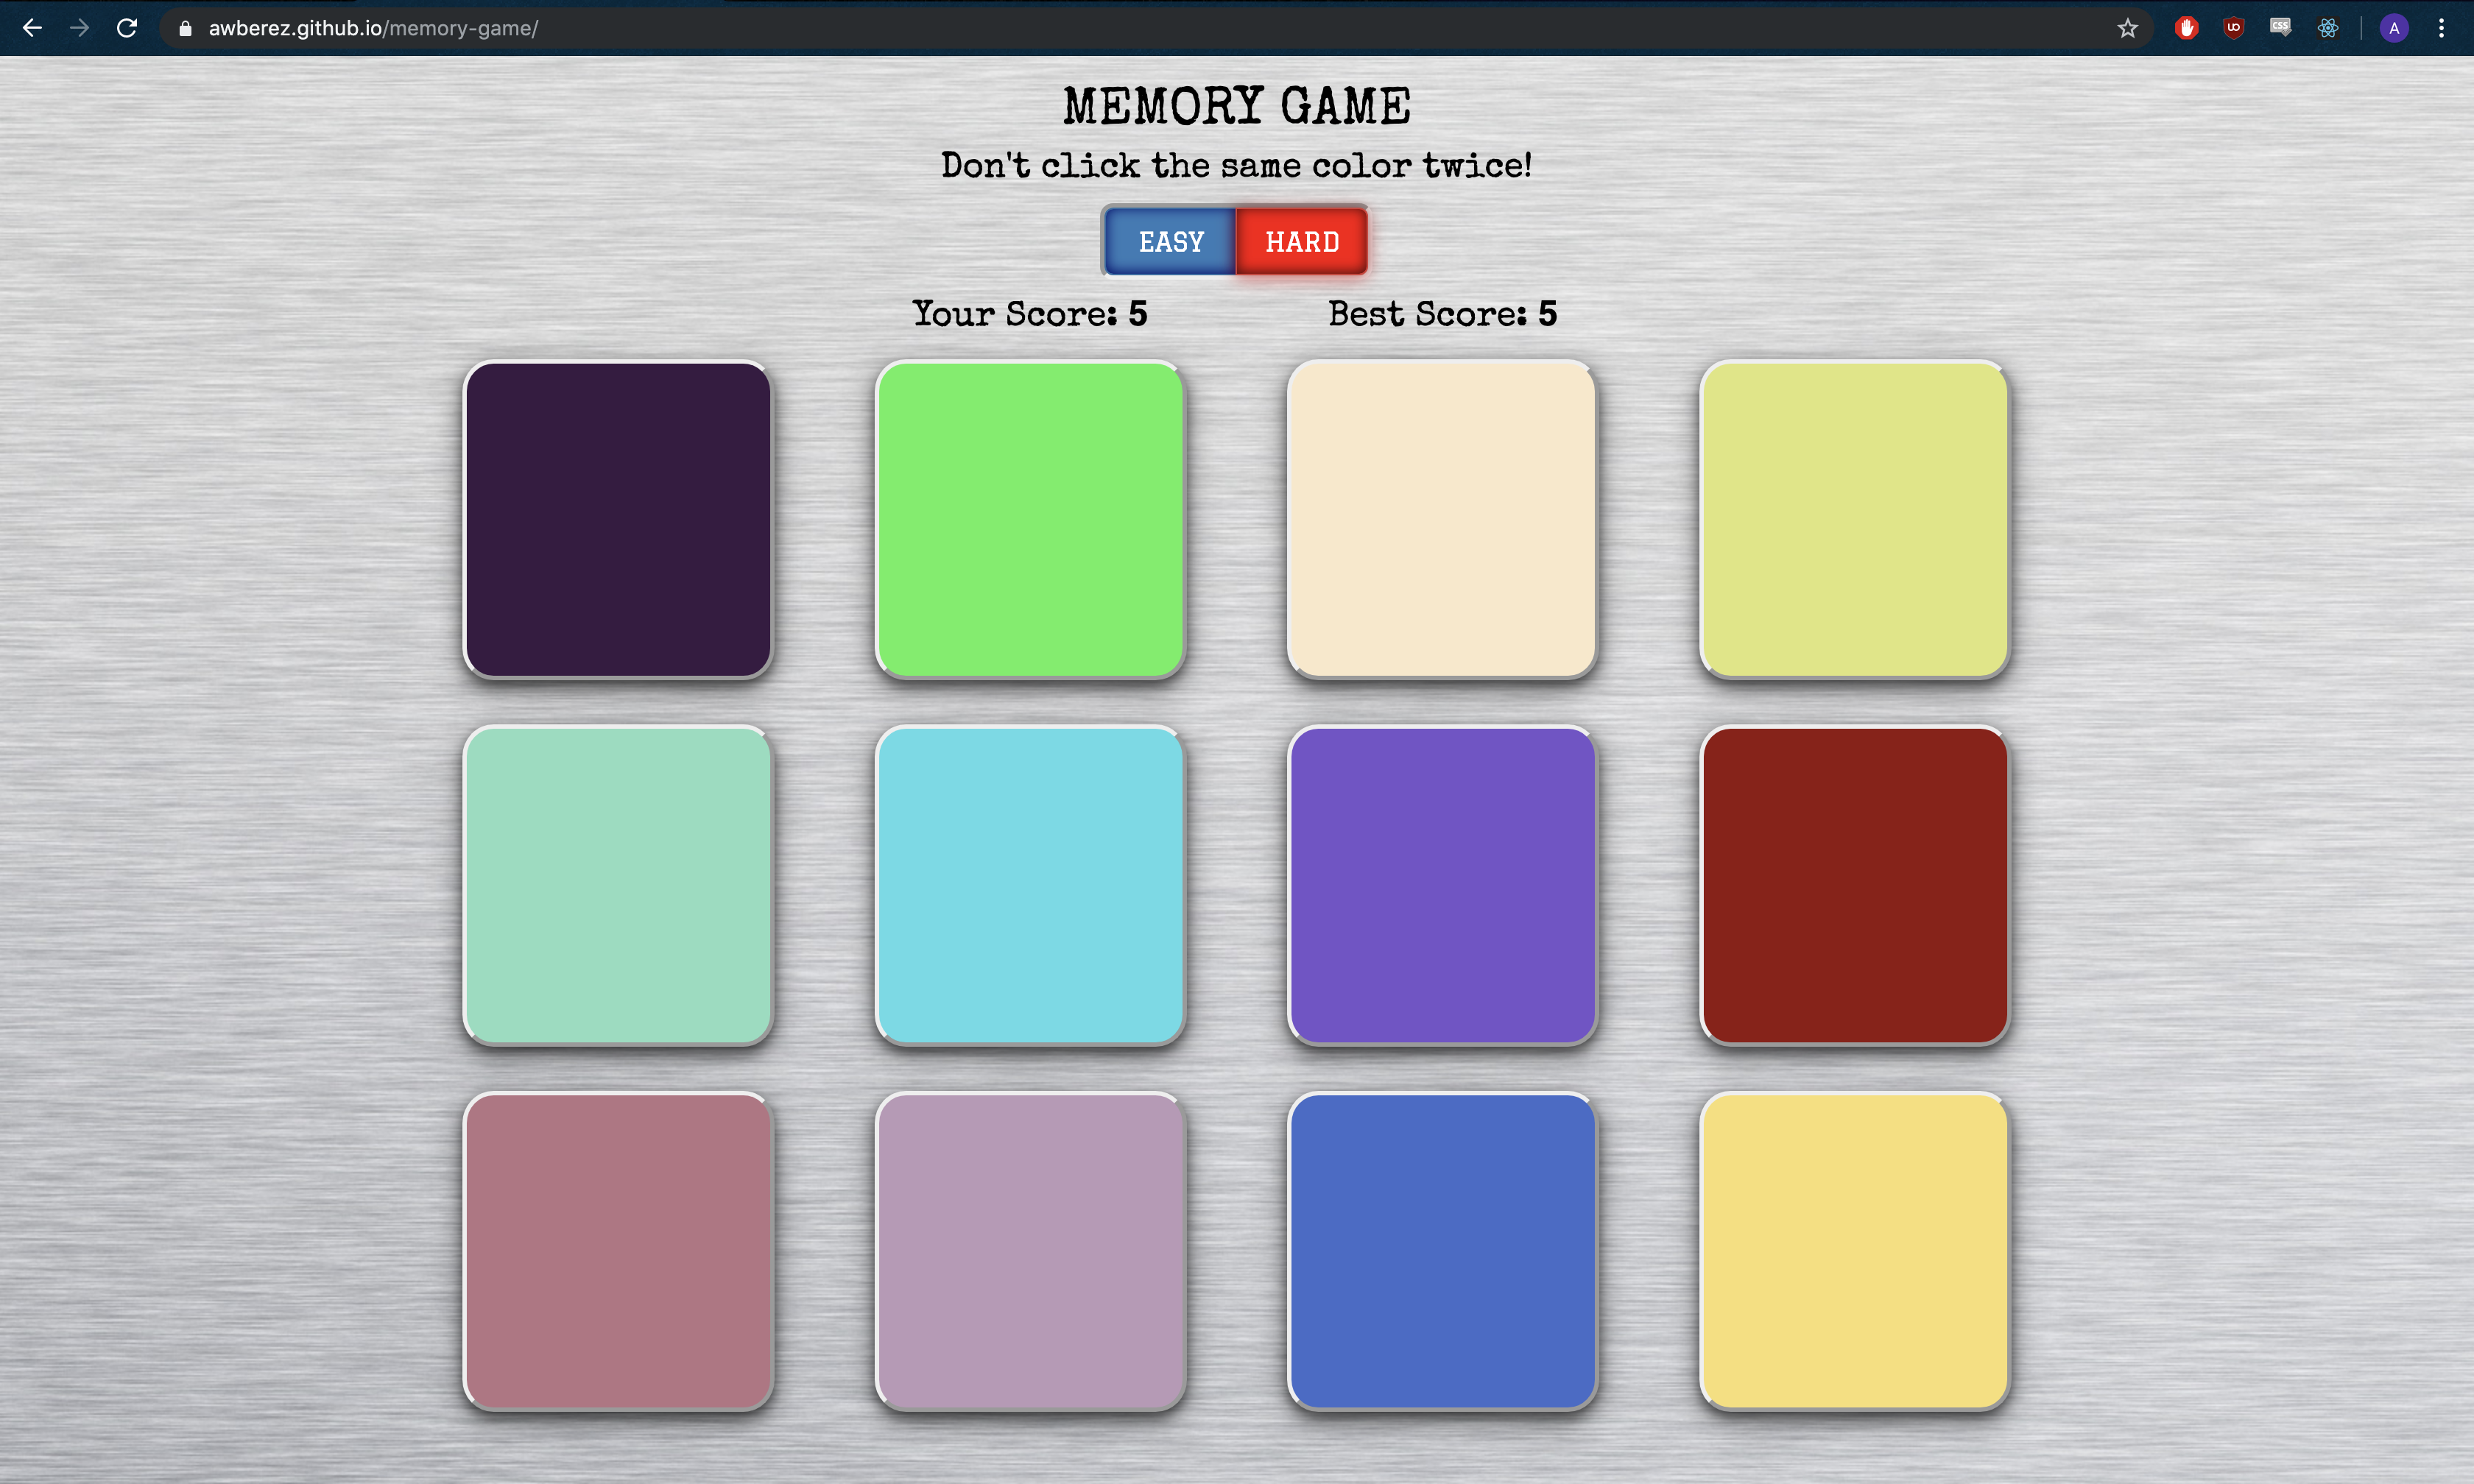 awberez.github.io/memory-game/
CSS
A
MEMORY GAME
Don't click the same color twice!
EASY HARD
Your Score: 5 Best Score: 5